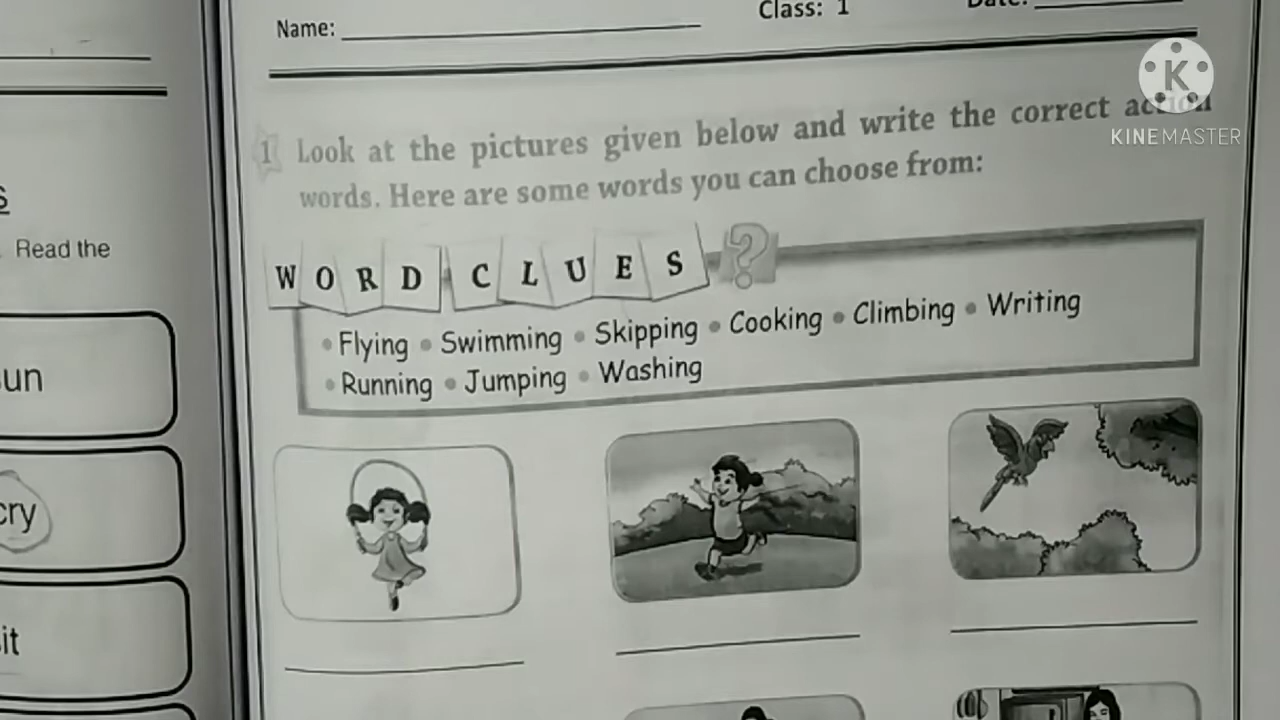 Name:
Class: 1
Date:
KINEMASTER
1 Look at the pictures given below and write the correct action
words. Here are some words you can choose from:
WORD CLUES ?
• Flying • Swimming • Skipping • Cooking • Climbing • Writing
• Running • Jumping • Washing
Read the
un
cry
it